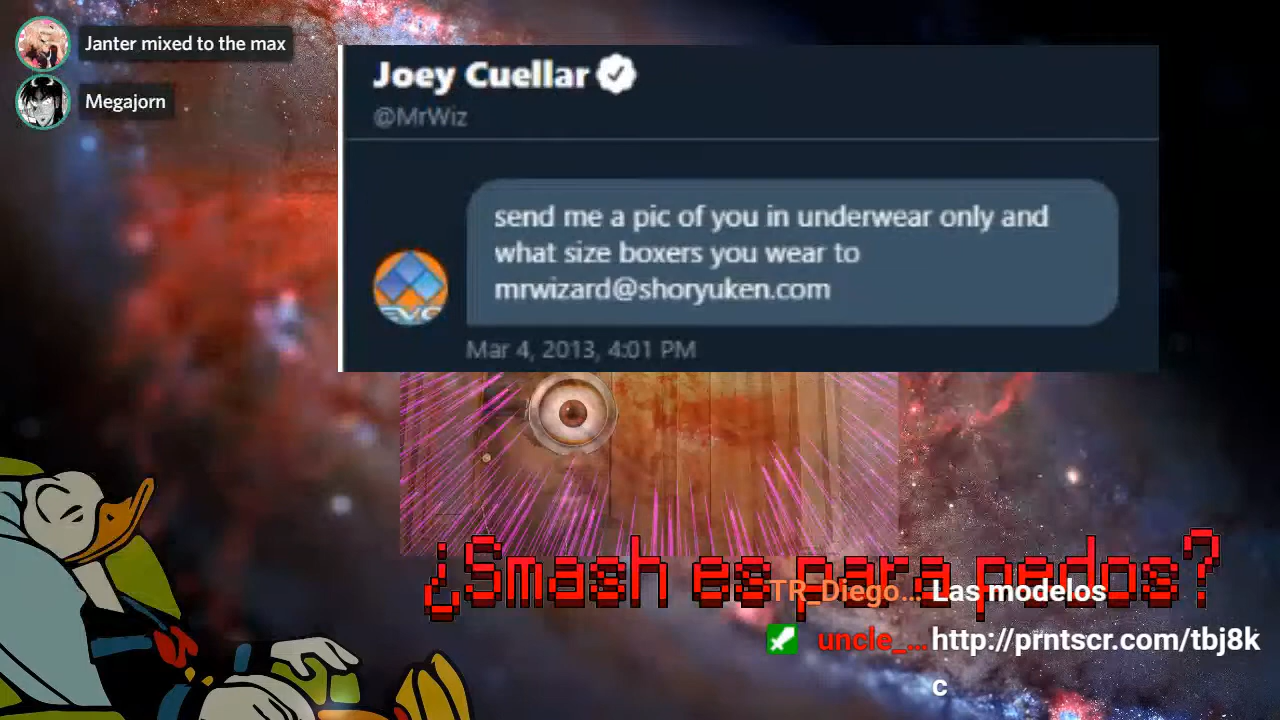 Janter mixed to the max
Megajorn
Joey Cuellar
@MrWiz
send me a pic of you in underwear only and
what size boxers you wear to
mrwizard@shoryuken.com
EVO
Mar 4, 2013, 4:01 PM
¿Smash es para pedos?
TR_Diego... Las modelos
uncle_... http://prntscr.com/tbj8k
c